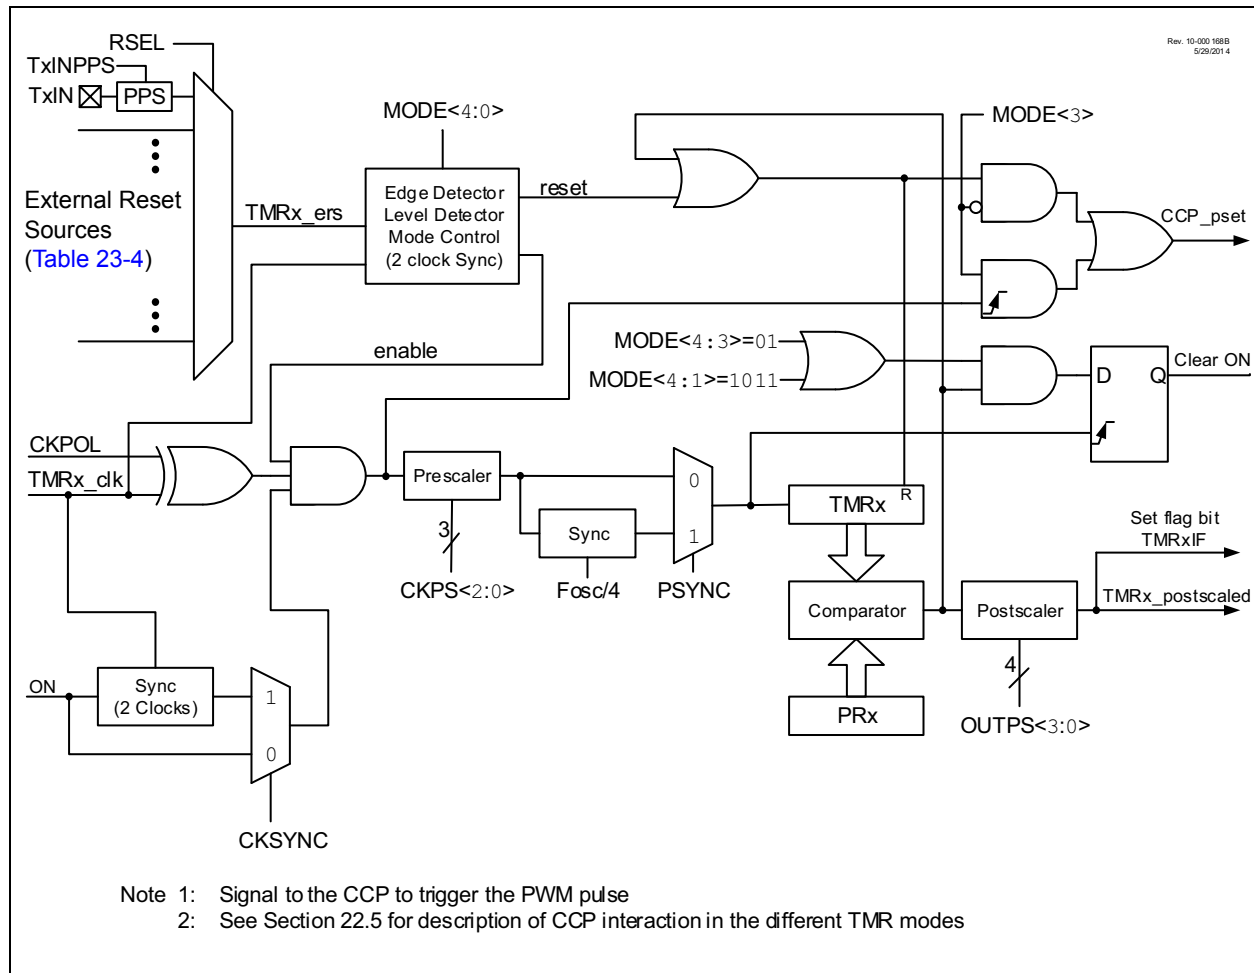 Rev. 10-000 168B
5/29/2014
RSEL
TxINPPS
TxIN
PPS
MODE<4:0>
MODE<3>
External Reset
Sources
(Table 23-4)
TMRx_ers
Edge Detector
Level Detector
Mode Control
(2 clock Sync)
reset
CCP_pset
enable
MODE<4:3>=01
MODE<4:1>=1011
D
Q
Clear ON
CKPOL
TMRx_clk
Prescaler
0
1
TMRx
R
3
Sync
Set flag bit
TMRxIF
CKPS<2:0>
Fosc/4
PSYNC
Comparator
Postscaler
TMRx_postscaled
4
ON
Sync
(2 Clocks)
1
0
PRx
OUTPS<3:0>
CKSYNC
Note 1: Signal to the CCP to trigger the PWM pulse
2: See Section 22.5 for description of CCP interaction in the different TMR modes